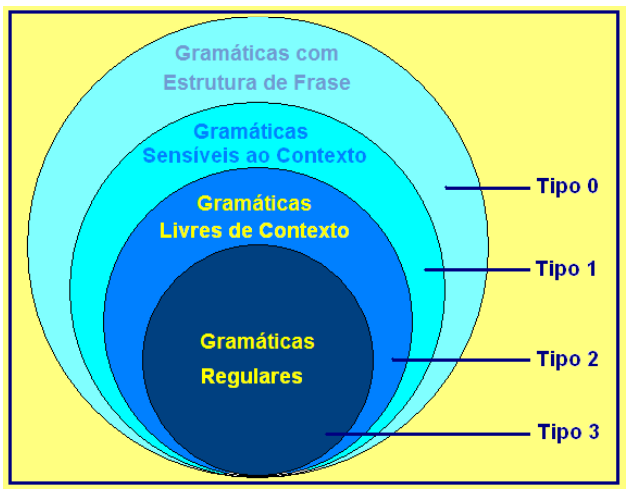 Gramáticas com
Estrutura de Frase
Gramáticas
Sensíveis ao Contexto
Gramáticas
Livres de Contexto
Gramáticas
Regulares
Tipo 0
Tipo 1
Tipo 2
Tipo 3